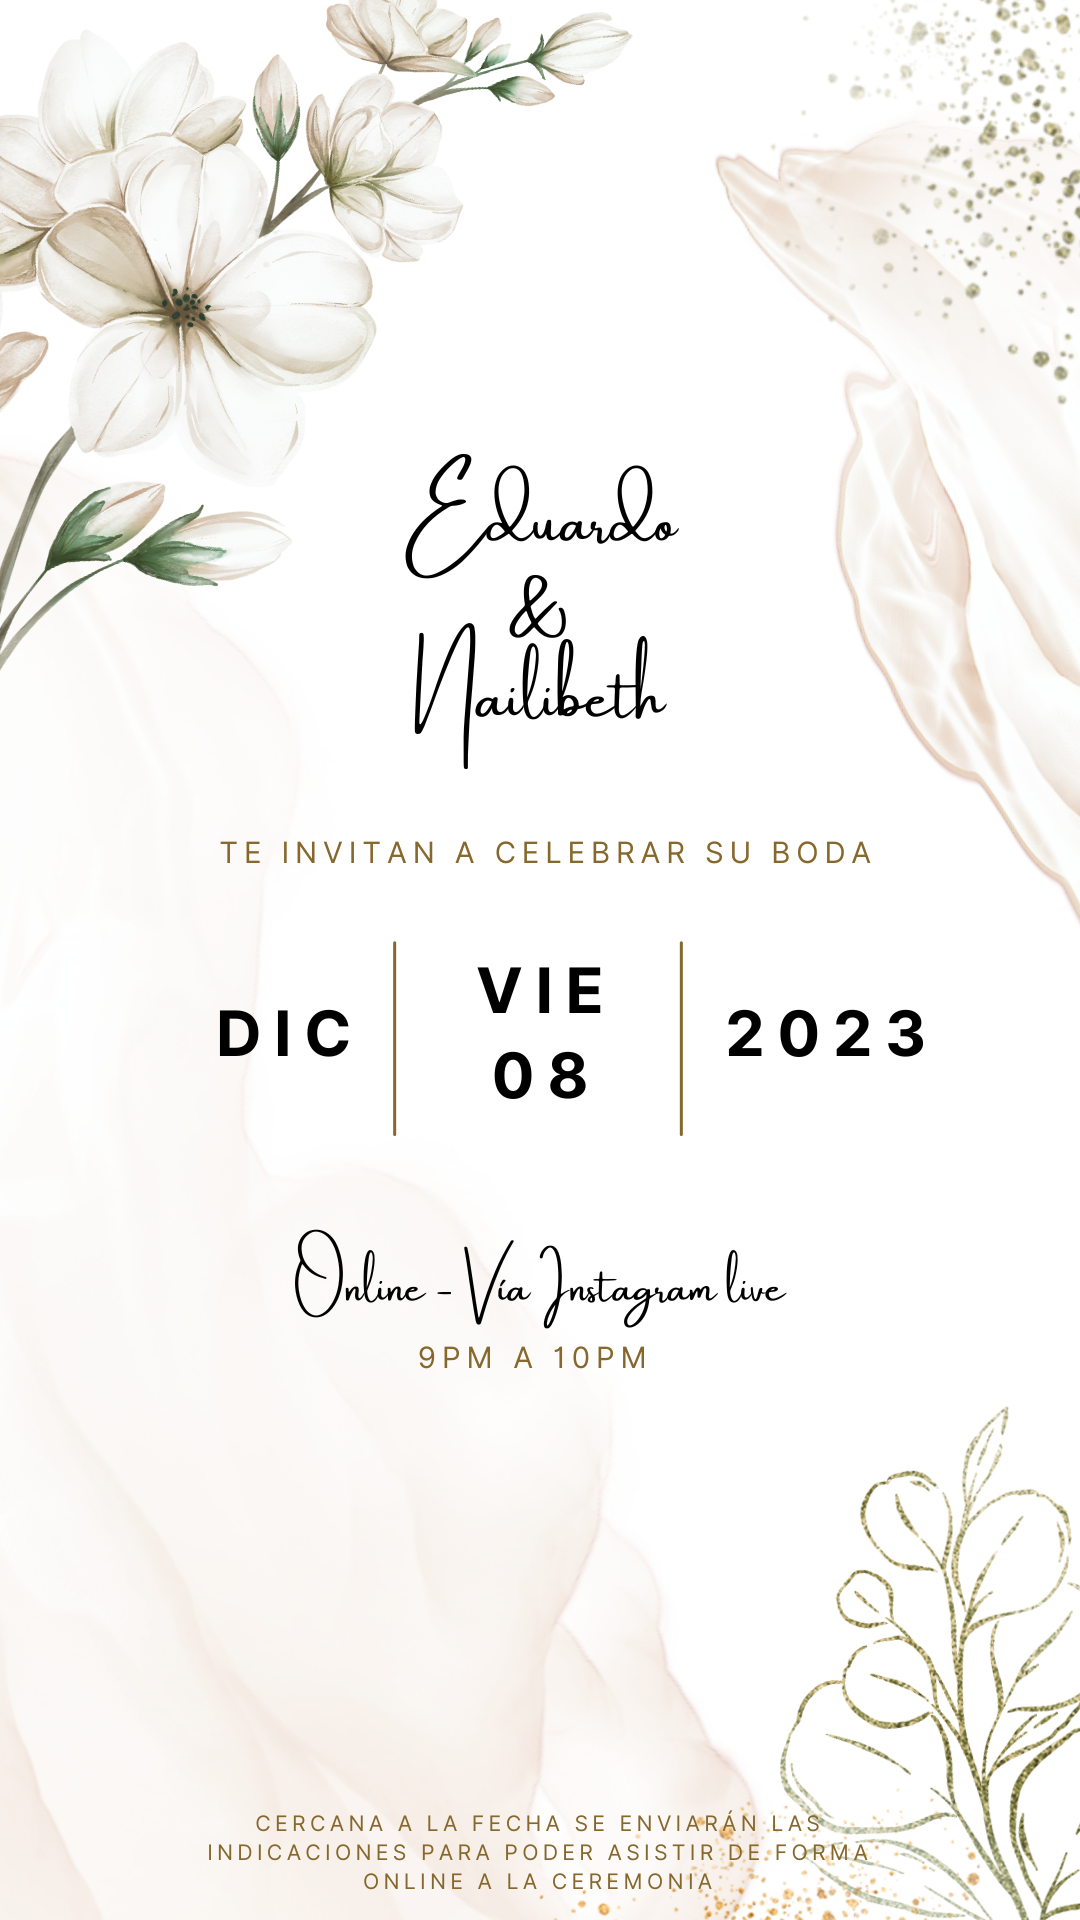 Eduardo
&
Nailibeth
TE INVITAN A CELEBRAR SU BODA
DIC
VIE
08
2023
Online - Vía Instagram live
9PM A 10PM
CERCANA A LA FECHA SE ENVIARÁN LAS
INDICACIONES PARA PODER ASISTIR DE FORMA
ONLINE A LA CEREMONIA